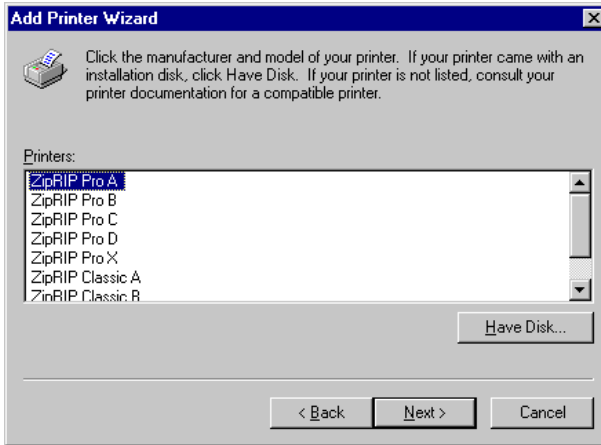 Add Printer Wizard
Click the manufacturer and model of your printer. If your printer came with an
installation disk, click Have Disk. If your printer is not listed, consult your
printer documentation for a compatible printer.
Printers:
ZipRIP Pro A
ZipRIP Pro B
ZipRIP Pro C
ZipRIP Pro D
ZipRIP Pro X
ZipRIP Classic A
ZipRIP Classic B
Have Disk...
< Back
Next >
Cancel